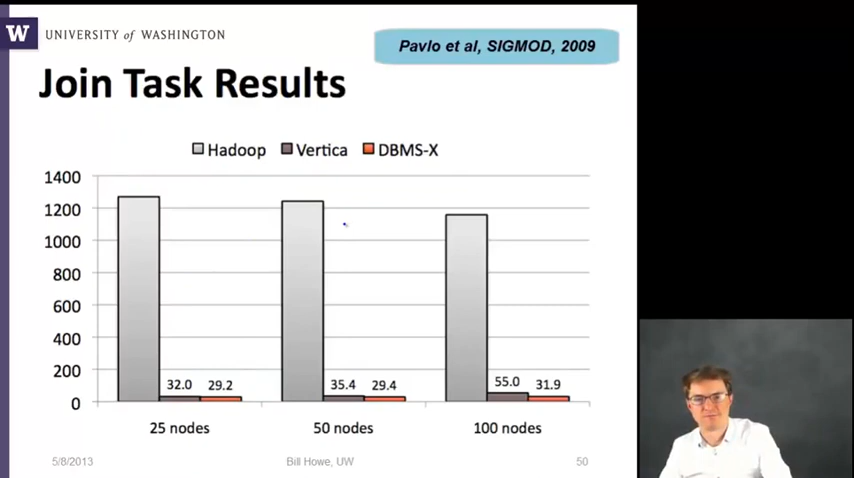 W UNIVERSITY of WASHINGTON
Pavlo et al, SIGMOD, 2009
Join Task Results
Hadoop Vertica DBMS-X
1400
1200
1000
800
600
400
200
0
32.0 29.2
35.4 29.4
55.0 31.9
25 nodes 50 nodes 100 nodes
5/8/2013 Bill Howe, UW 50